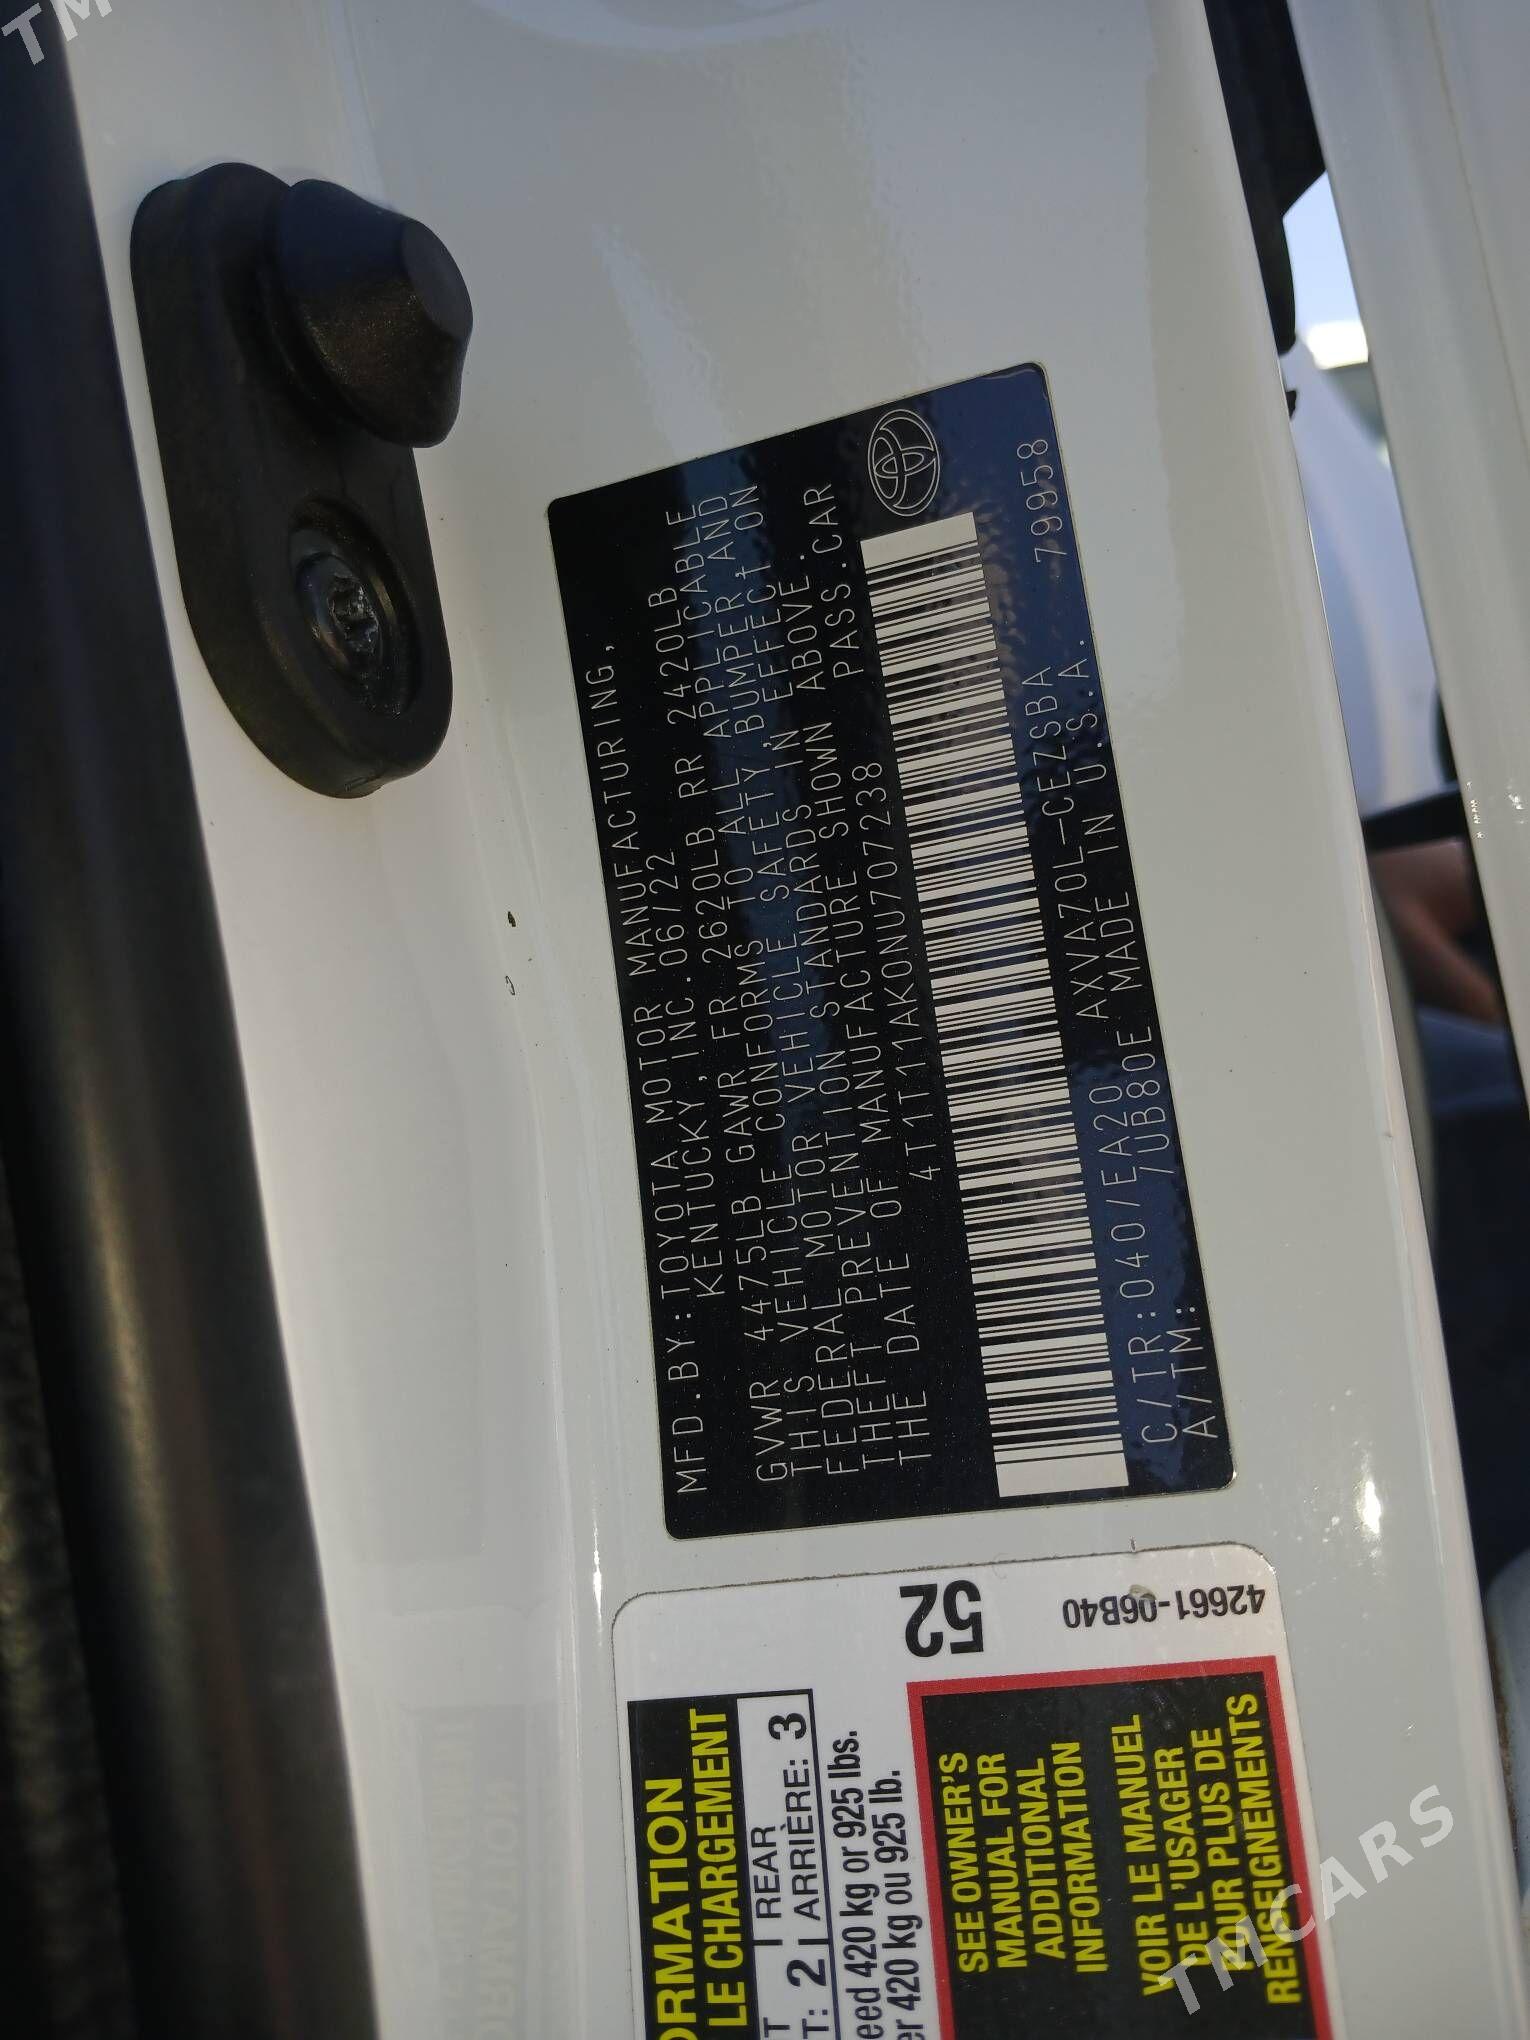 MFD.BY:TOYOTA MOTOR MANUFACTURING,
KENTUCKY,INC.06/22
GVWR 4475LB GAWR FR 2620LB RR 2420LB
THIS VEHICLE CONFORMS TO ALL APPLICABLE
FEDERAL MOTOR VEHICLE SAFETY,BUMPER,AND
THEFT PREVENTION STANDARDS IN EFFECT ON
THE DATE OF MANUFACTURE SHOWN ABOVE.
4T1T11AK0NU707238 PASS.CAR
C/TR:040/EA20 AXVA70L-CEZSBA 79958
A/TM: /UB80E MADE IN U.S.A.
52
42661-06B40
ORMATION
LE CHARGEMENT
REAR
T: 2 ARRIÈRE: 3
eed 420 kg or 925 lbs.
er 420 kg ou 925 lb.
SEE OWNER'S
MANUAL FOR
ADDITIONAL
INFORMATION
VOIR LE MANUEL
DE L'USAGER
POUR PLUS DE
RENSEIGNEMENTS
TMCARS
TM